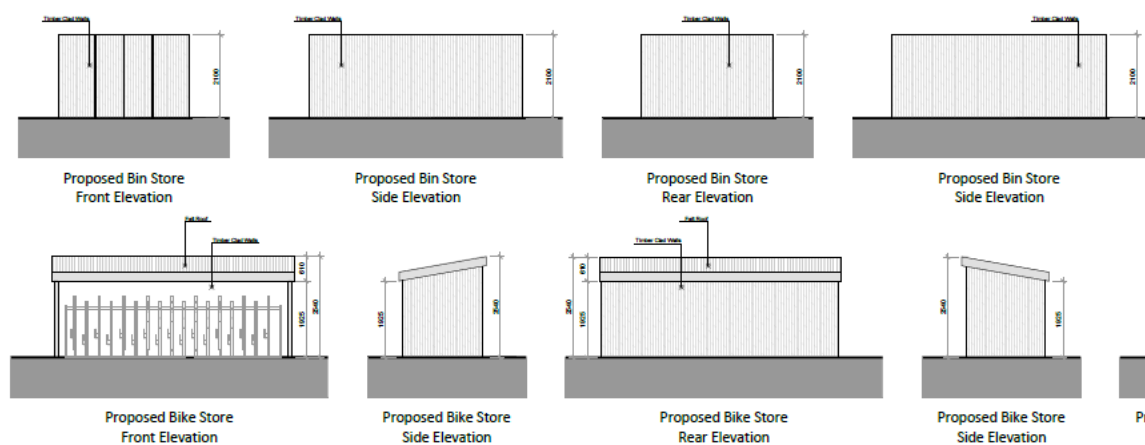 Timber Clad Walls
Timber Clad Walls
Timber Clad Walls
Timber Clad Walls
2100
2100
2100
2100
Proposed Bin Store
Front Elevation
Proposed Bin Store
Side Elevation
Proposed Bin Store
Rear Elevation
Proposed Bin Store
Side Elevation
Felt Roof
Timber Clad Walls
610
1925
2540
1925
2540
Felt Roof
Timber Clad Walls
2540
610
1925
2540
1925
Proposed Bike Store
Front Elevation
Proposed Bike Store
Side Elevation
Proposed Bike Store
Rear Elevation
Proposed Bike Store
Side Elevation